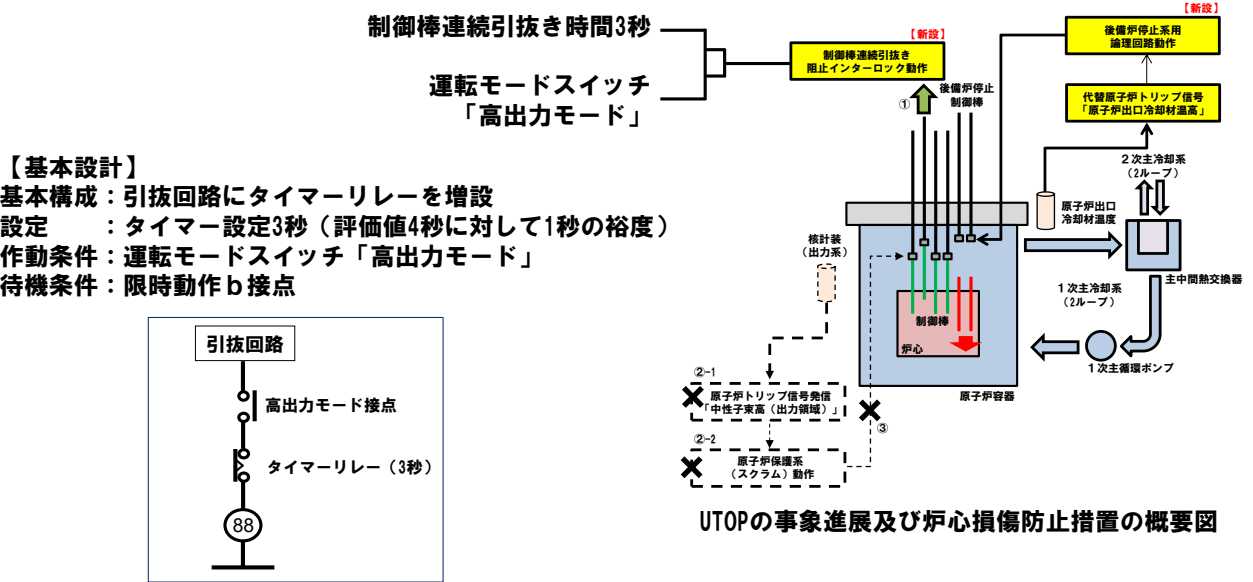 制御棒連続引抜き時間3秒
運転モードスイッチ
「高出力モード」
【新設】
制御棒連続引抜き
阻止インターロック動作
【新設】
後備炉停止系用
論理回路動作
代替原子炉トリップ信号
「原子炉出口冷却材温高」
①
後備炉停止
制御棒
2次主冷却系
(2ループ)
原子炉出口
冷却材温度
主中間熱交換器
核計装
(出力系)
1次主冷却系
(2ループ)
制御棒
炉心
1次主循環ポンプ
原子炉容器
②-1
原子炉トリップ信号発信
「中性子束高(出力領域)」
③
②-2
原子炉保護系
(スクラム)動作
UTOPの事象進展及び炉心損傷防止措置の概要図
【基本設計】
基本構成:引抜回路にタイマーリレーを増設
設定 :タイマー設定3秒(評価値4秒に対して1秒の裕度)
作動条件:運転モードスイッチ「高出力モード」
待機条件:限時動作b接点
引抜回路
高出力モード接点
タイマーリレー(3秒)
88